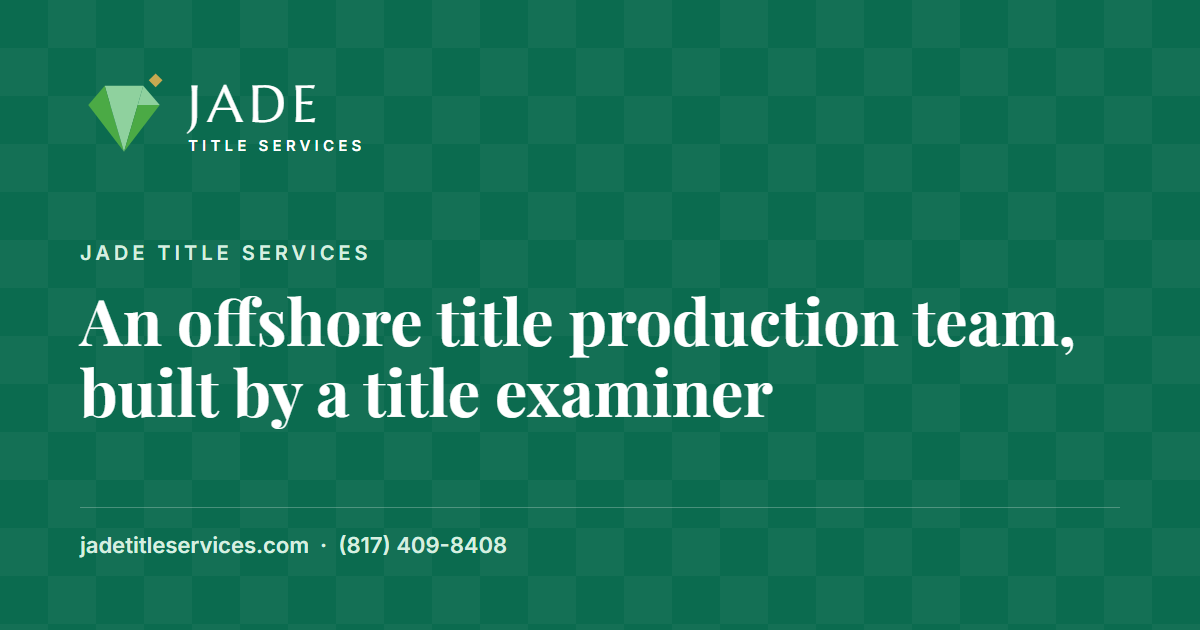 JADE
TITLE SERVICES
JADE TITLE SERVICES
An offshore title production team,
built by a title examiner
jadetitleservices.com · (817) 409-8408